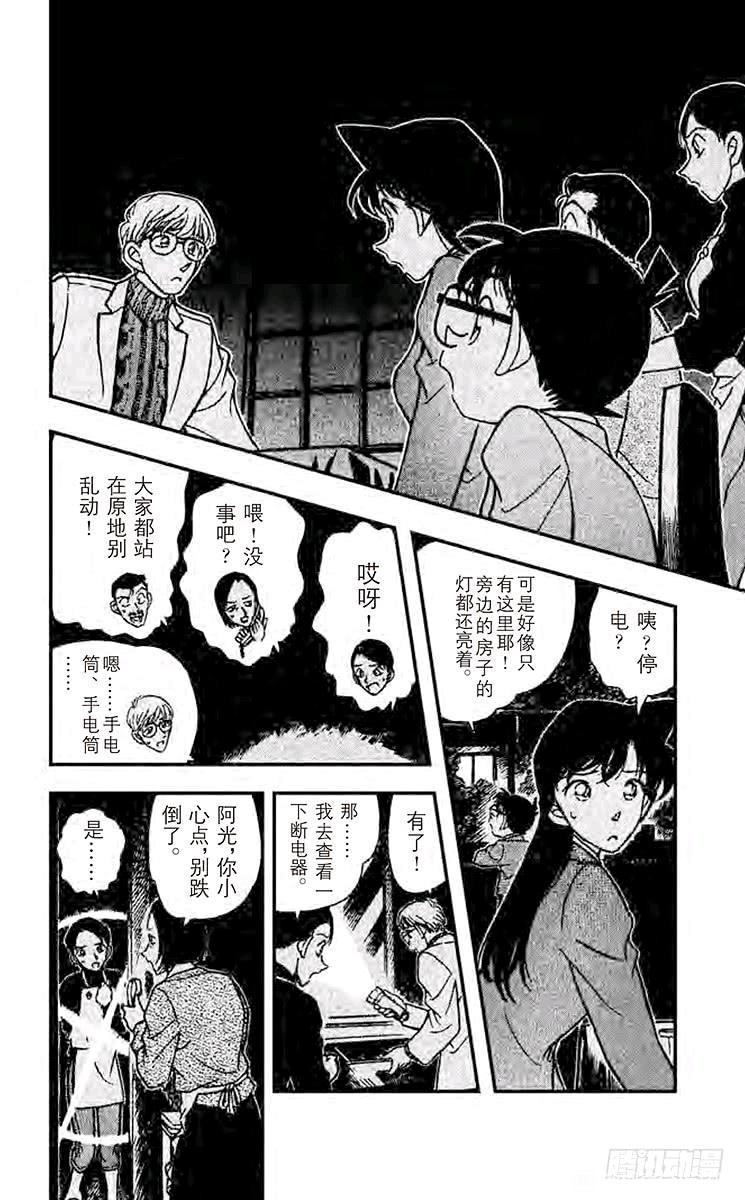 咦？停
电？
可是好像只
有这里耶！
旁边的房子的
灯都还亮着。
哎呀！
喂！没
事吧？
大家都站
在原地别
乱动！
嗯……手电
筒、手电筒
……
有了！
那……
我去查看一
下断电器。
阿光，你小
心点，别跌
倒了。
是……
腾讯动漫